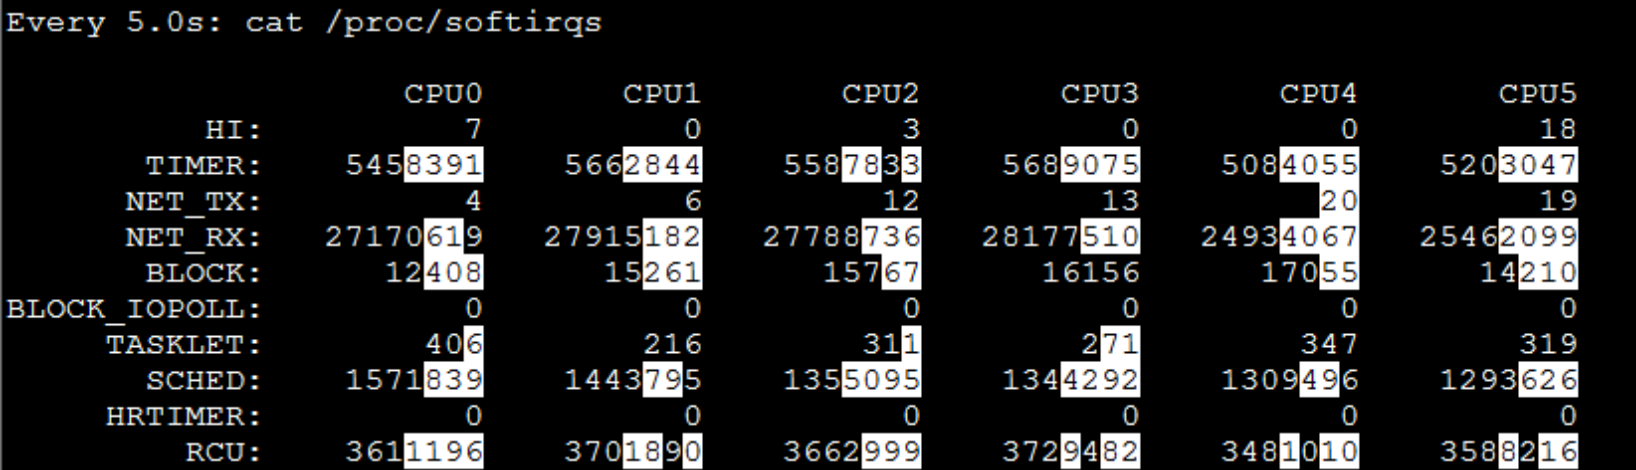 Every 5.0s: cat /proc/softirqs
CPU0 CPU1 CPU2 CPU3 CPU4 CPU5
HI: 7 0 3 0 0 18
TIMER: 5458391 5662844 5587833 5689075 5084055 5203047
NET_TX: 4 6 12 13 20 19
NET_RX: 27170619 27915182 27788736 28177510 24934067 25462099
BLOCK: 12408 15261 15767 16156 17055 14210
BLOCK_IOPOLL: 0 0 0 0 0 0
TASKLET: 406 216 311 271 347 319
SCHED: 1571839 1443795 1355095 1344292 1309496 1293626
HRTIMER: 0 0 0 0 0 0
RCU: 3611196 3701890 3662999 3729482 3481010 3588216